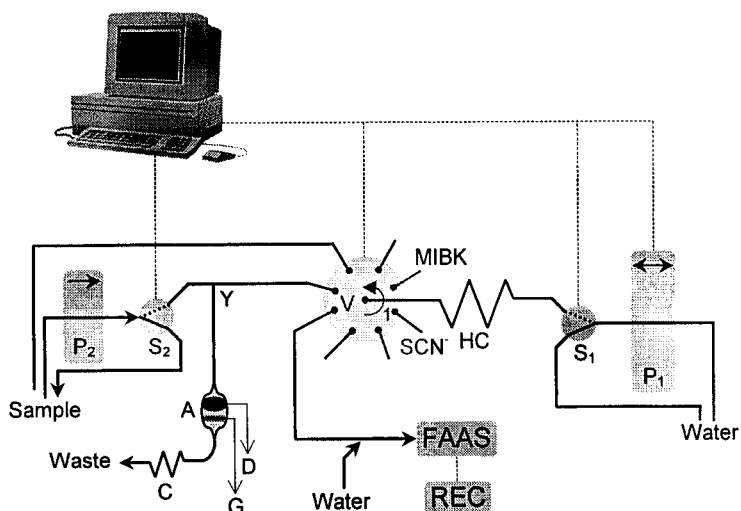 MIBK
V
1
SCN⁻
HC
S₁
P₁
Water
P₂
S₂
Y
Sample
A
D
Waste
C
G
Water
FAAS
REC